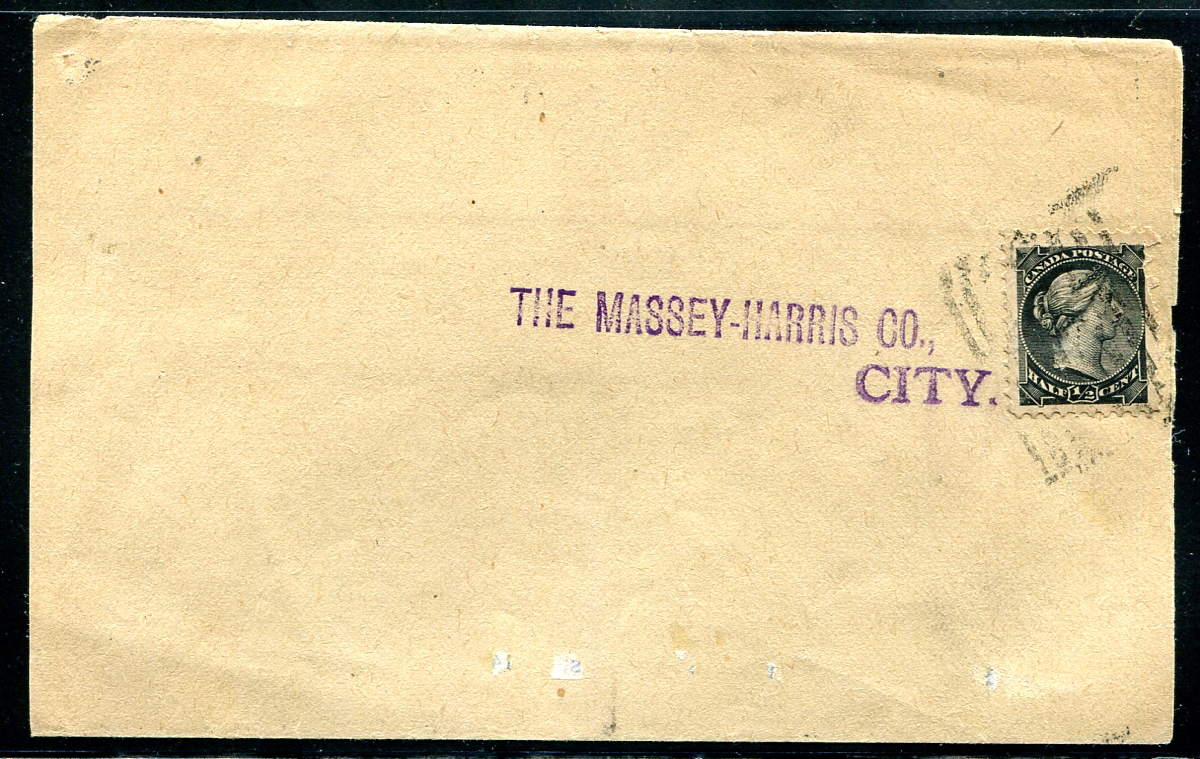 THE MASSEY-HARRIS CO.,
CITY.
CANADA POSTAGE
HALF 1/2 CENT